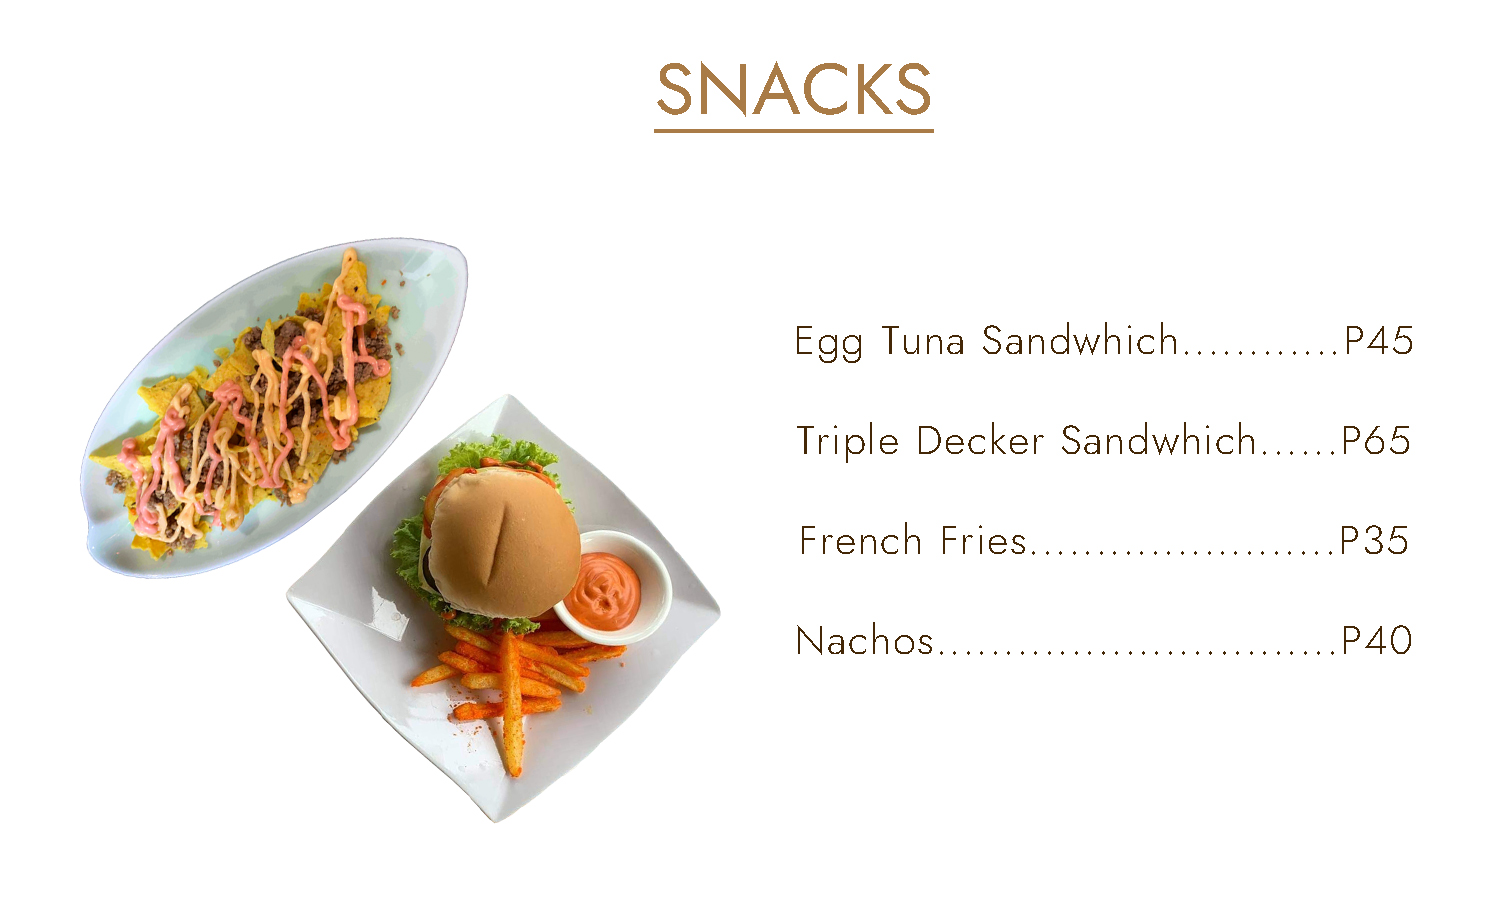 SNACKS
Egg Tuna Sandwhich............P45
Triple Decker Sandwhich......P65
French Fries.......................P35
Nachos..............................P40